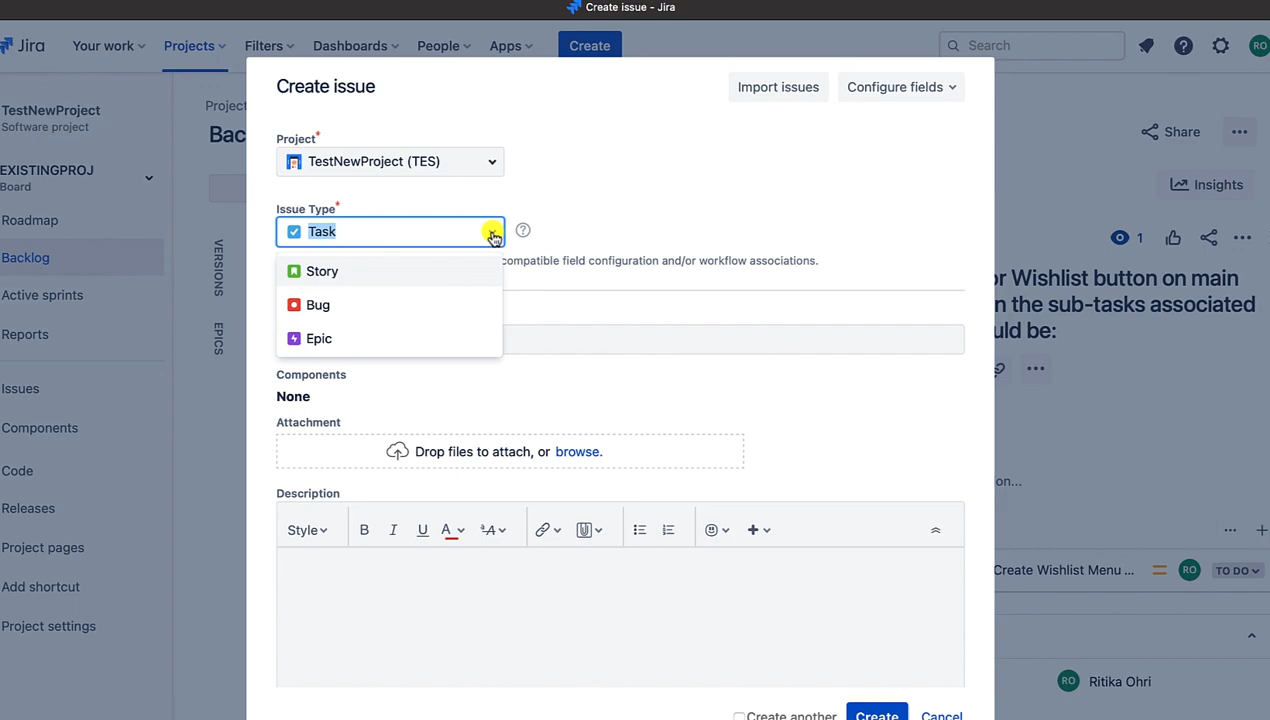 Create issue - Jira
Jira
Your work
Projects
Filters
Dashboards
People
Apps
Create
Search
RO
TestNewProject
Software project
EXISTINGPROJ
Board
Roadmap
Backlog
Active sprints
Reports
Issues
Components
Code
Releases
Project pages
Add shortcut
Project settings
Project
Bac
VERSIONS
EPICS
Create issue
Import issues
Configure fields
Project*
TestNewProject (TES)
Issue Type*
Task
Story
Bug
Epic
compatible field configuration and/or workflow associations.
Components
None
Attachment
Drop files to attach, or browse.
Description
Style
B
I
U
A
Create another
Create
Cancel
Share
Insights
1
or Wishlist button on main
n the sub-tasks associated
uld be:
on...
Create Wishlist Menu ...
RO
TO DO
RO
Ritika Ohri